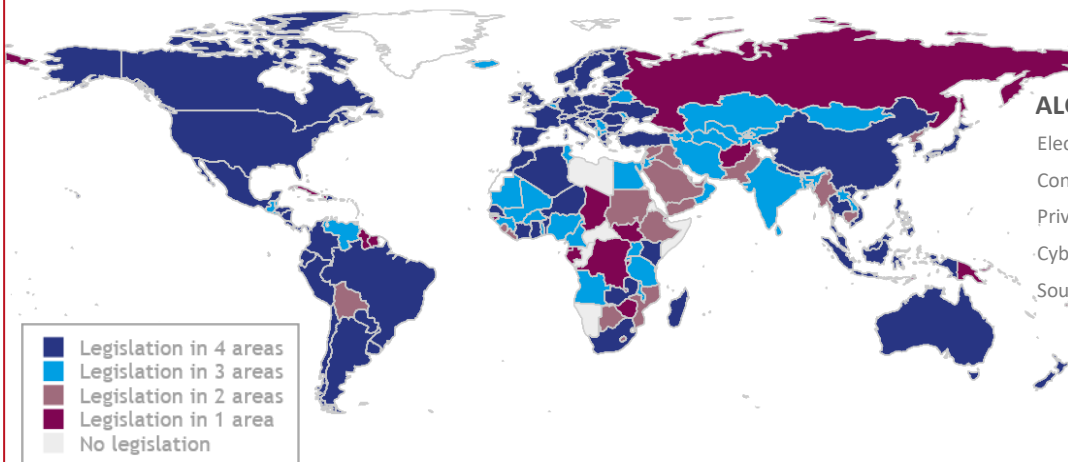 Legislation in 4 areas
Legislation in 3 areas
Legislation in 2 areas
Legislation in 1 area
No legislation